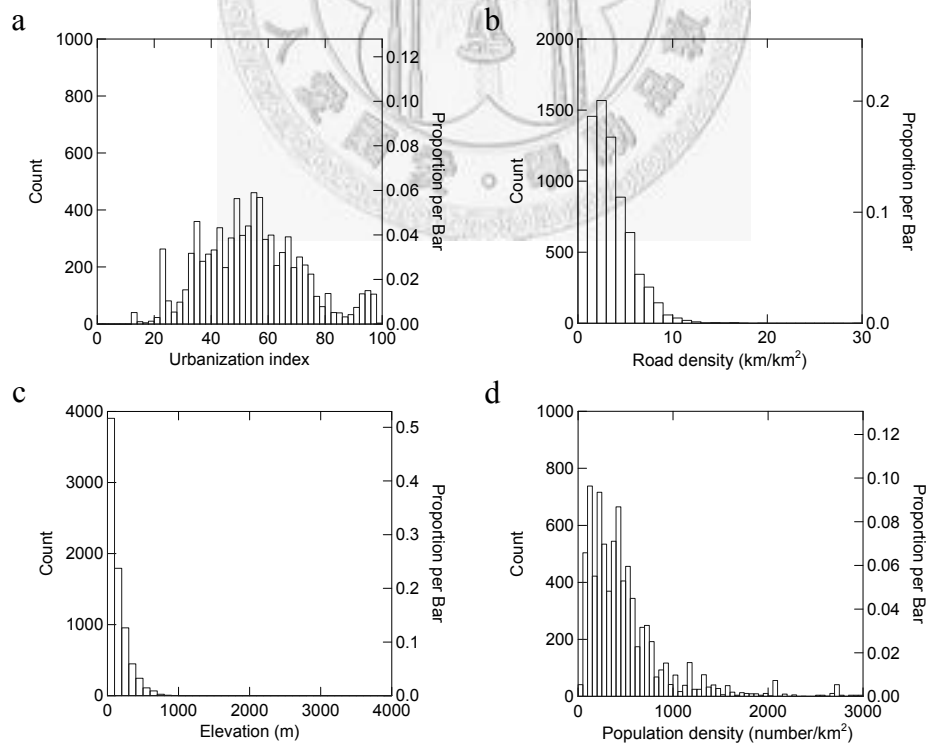 a
1000
800
600
400
200
0
Count
0.12
0.10
0.08
0.06
0.04
0.02
0.00
Proportion per Bar
0 20 40 60 80 100
Urbanization index
b
2000
1500
1000
500
0
Count
0.2
0.1
0.0
Proportion per Bar
0 10 20 30
Road density (km/km²)
c
4000
3000
2000
1000
0
Count
0.5
0.4
0.3
0.2
0.1
0.0
Proportion per Bar
0 1000 2000 3000 4000
Elevation (m)
d
1000
800
600
400
200
0
Count
0.12
0.10
0.08
0.06
0.04
0.02
0.00
Proportion per Bar
0 1000 2000 3000
Population density (number/km²)